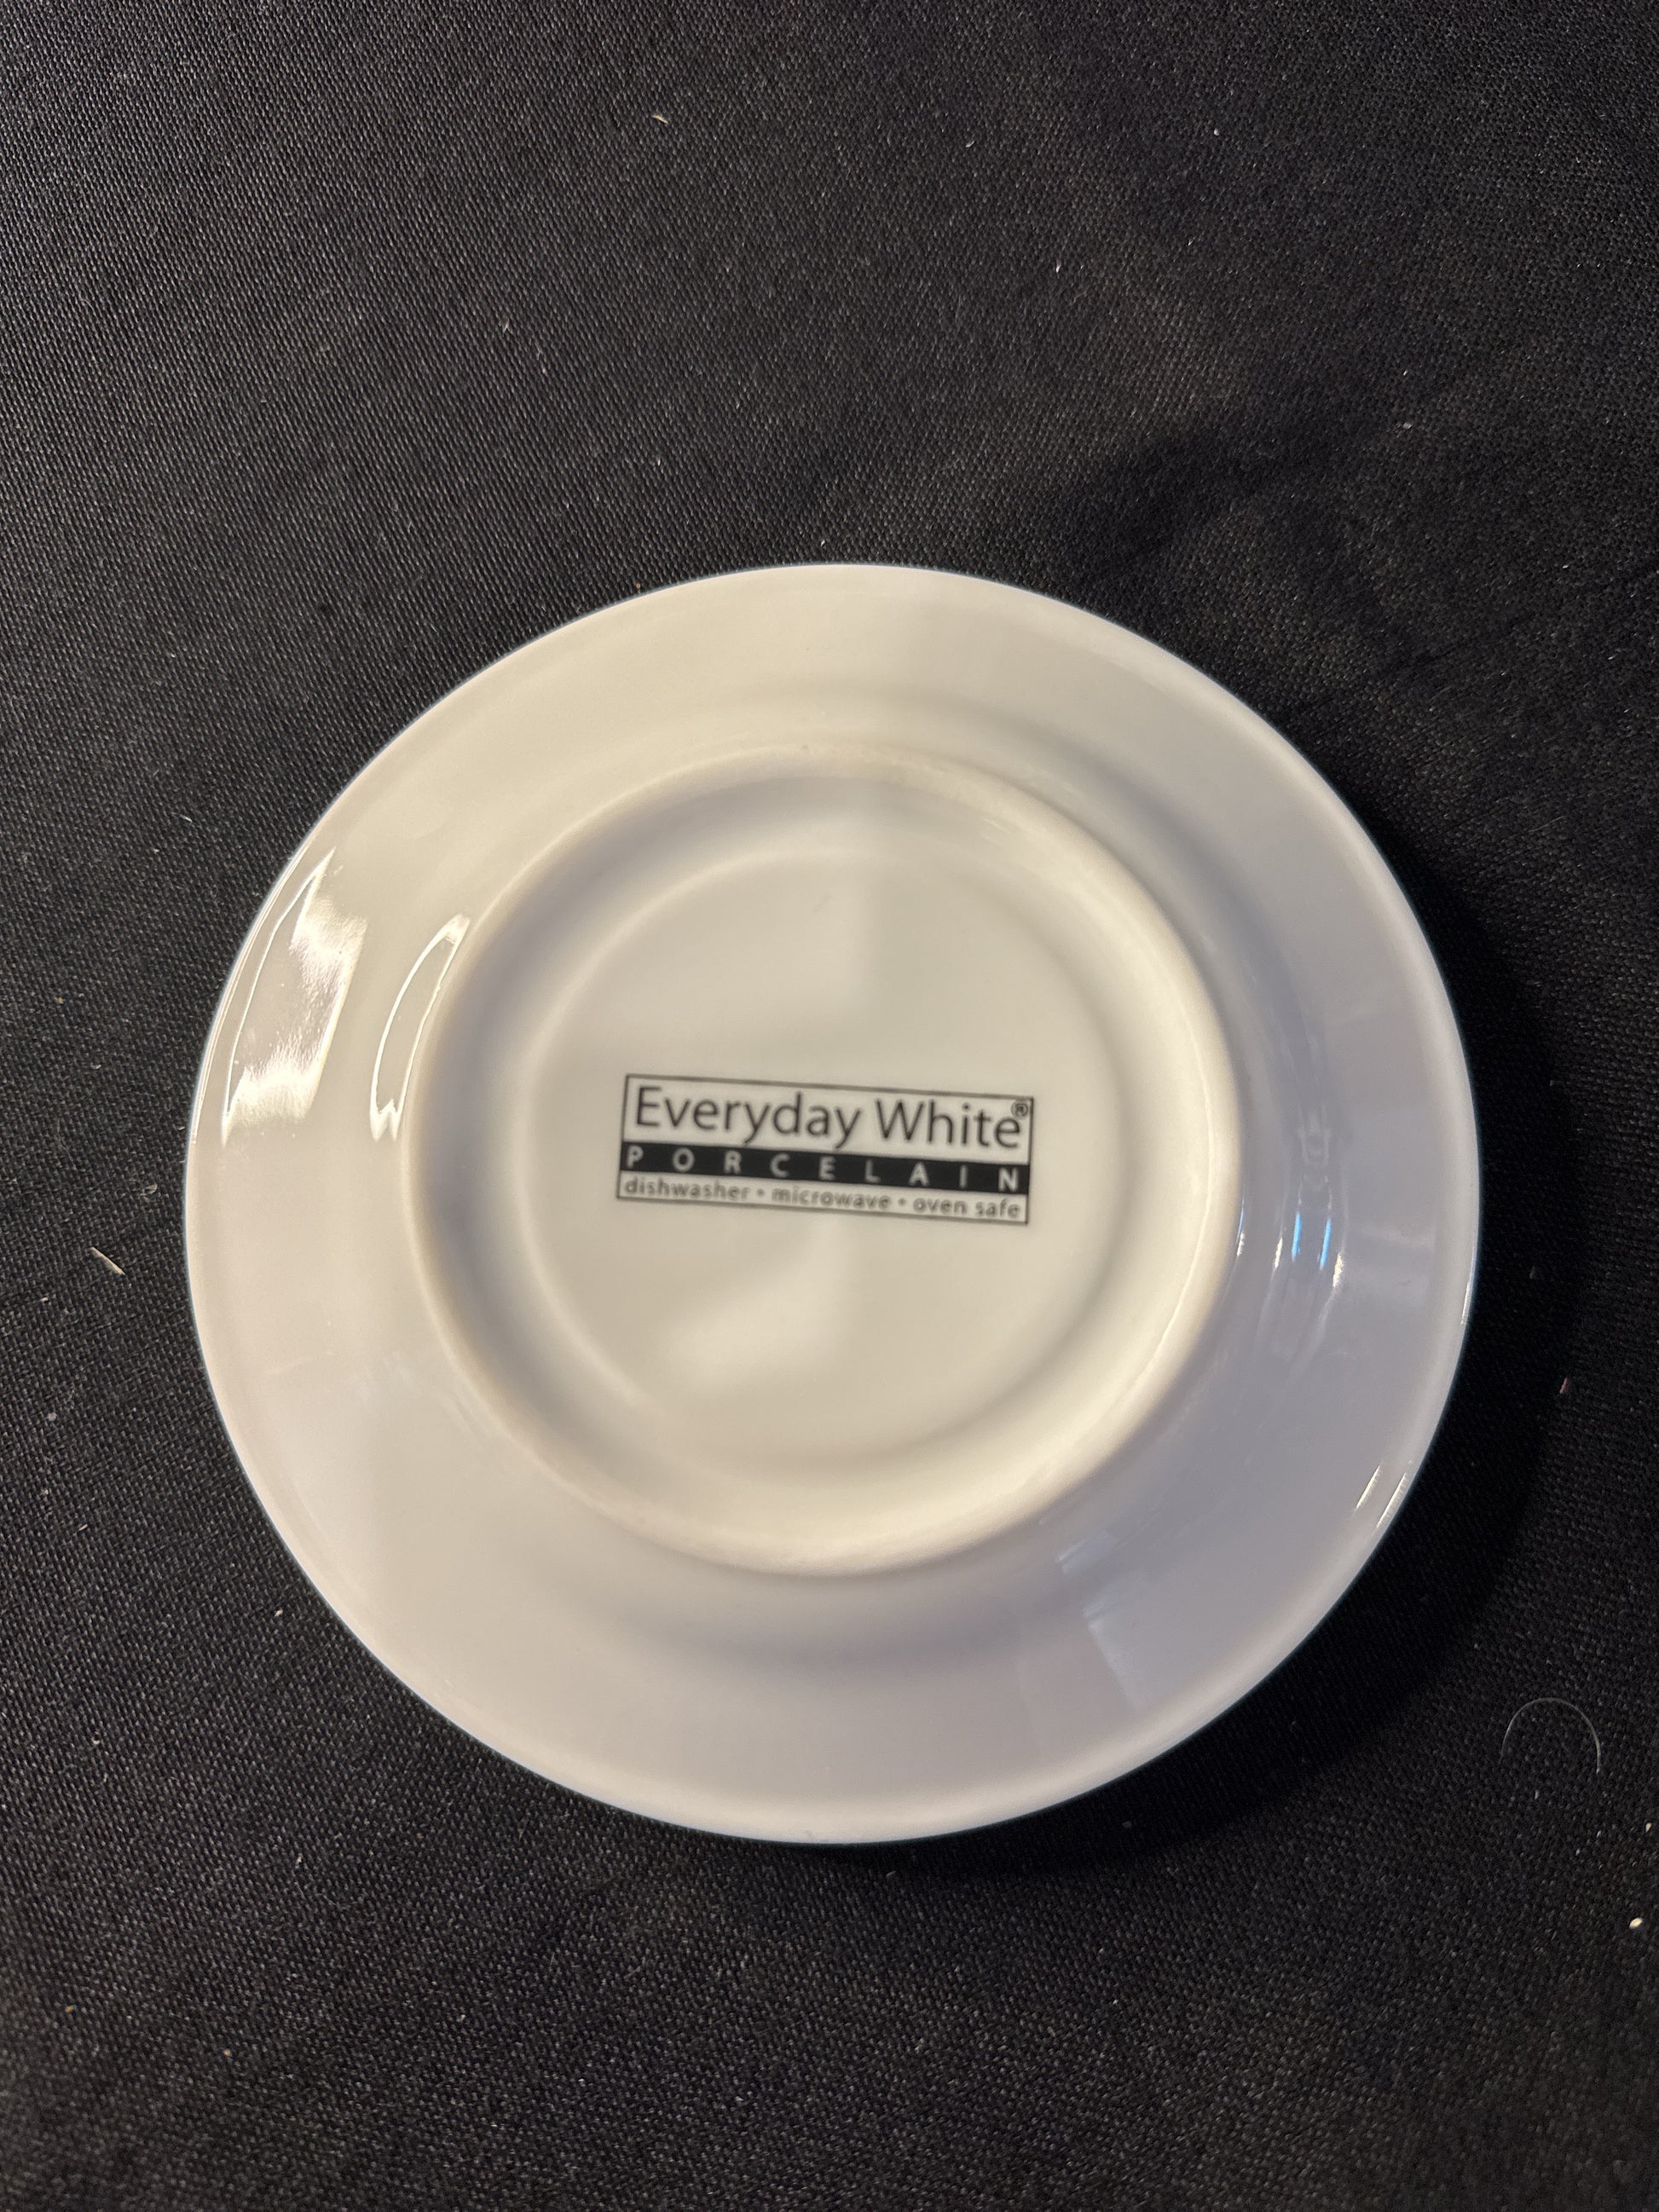 Everyday White®
PORCELAIN
dishwasher • microwave • oven safe